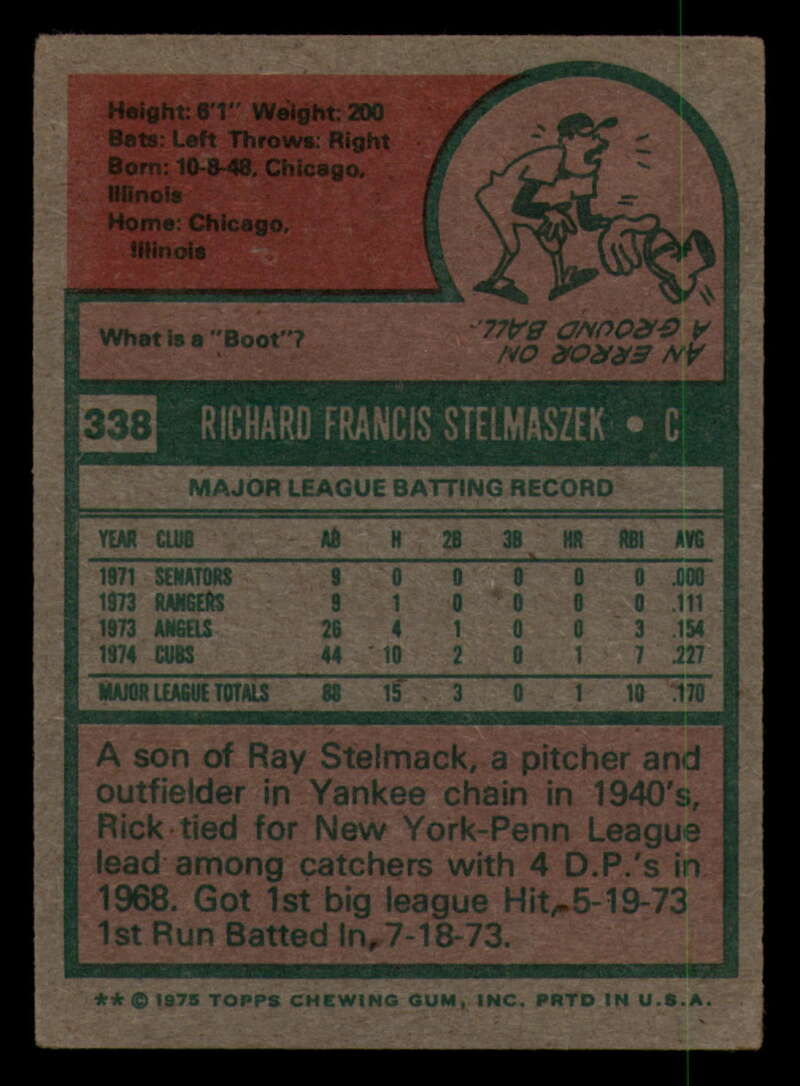 Height: 6'1" Weight: 200
Bats: Left Throws: Right
Born: 10-8-48, Chicago,
Illinois
Home: Chicago,
Illinois
What is a "Boot"?
AN ERROR ON
A GROUND BALL.
338 RICHARD FRANCIS STELMASZEK • C
MAJOR LEAGUE BATTING RECORD
YEAR CLUB AB H 2B 3B HR RBI AVG
1971 SENATORS 9 0 0 0 0 0 .000
1973 RANGERS 9 1 0 0 0 0 .111
1973 ANGELS 26 4 1 0 0 3 .154
1974 CUBS 44 10 2 0 1 7 .227
MAJOR LEAGUE TOTALS 88 15 3 0 1 10 .170
A son of Ray Stelmack, a pitcher and
outfielder in Yankee chain in 1940's,
Rick tied for New York-Penn League
lead among catchers with 4 D.P.'s in
1968. Got 1st big league Hit, 5-19-73
1st Run Batted In, 7-18-73.
** © 1975 TOPPS CHEWING GUM, INC. PRTD IN U.S.A.